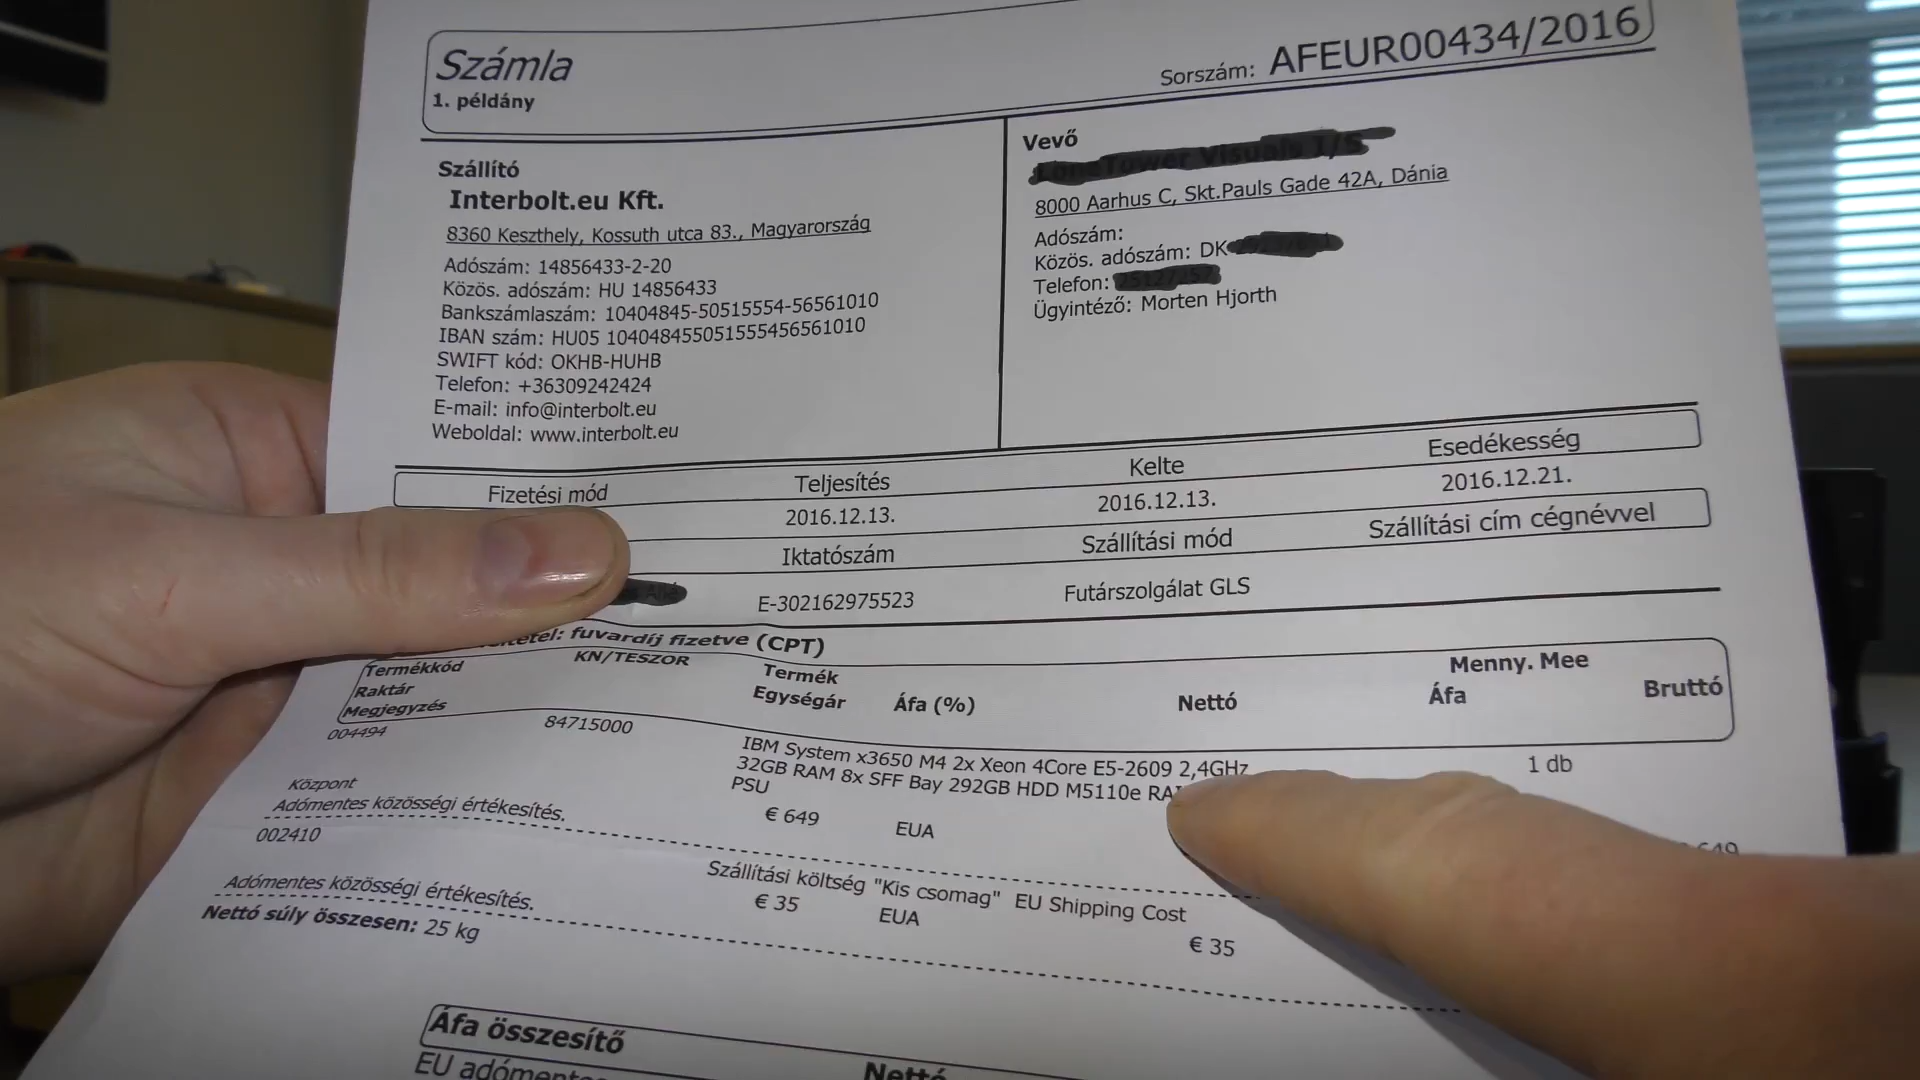 Számla
1. példány
Sorszám: AFEUR00434/2016
Szállító
Interbolt.eu Kft.
8360 Keszthely, Kossuth utca 83., Magyarország
Adószám: 14856433-2-20
Közös. adószám: HU 14856433
Bankszámlaszám: 10404845-50515554-56561010
IBAN szám: HU05 104048455051555456561010
SWIFT kód: OKHB-HUHB
Telefon: +36309242424
E-mail: info@interbolt.eu
Weboldal: www.interbolt.eu
Vevő
8000 Aarhus C, Skt.Pauls Gade 42A, Dánia
Adószám:
Közös. adószám: DK
Telefon:
Ügyintéző: Morten Hjorth
Fizetési mód Teljesítés Kelte Esedékesség
2016.12.13. 2016.12.13. 2016.12.21.
Iktatószám Szállítási mód Szállítási cím cégnévvel
E-302162975523 Futárszolgálat GLS
fuvardíj fizetve (CPT)
Termékkód KN/TESZOR Termék Menny. Mee
Raktár Egységár Áfa (%) Nettó Áfa Bruttó
Megjegyzés
004494 84715000 IBM System x3650 M4 2x Xeon 4Core E5-2609 2,4GHz 1 db
32GB RAM 8x SFF Bay 292GB HDD M5110e
PSU
Központ € 649 EUA
Adómentes közösségi értékesítés.
002410 Szállítási költség "Kis csomag" EU Shipping Cost
€ 35 EUA € 35
Adómentes közösségi értékesítés.
Nettó súly összesen: 25 kg
Áfa összesítő
EU Nettó